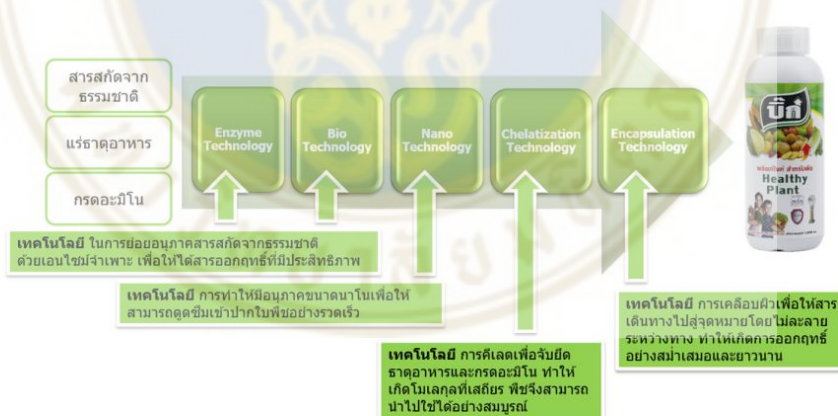 สารสกัดจาก
ธรรมชาติ
แร่ธาตุอาหาร
กรดอะมิโน
Enzyme
Technology
Bio
Technology
Nano
Technology
Chelatization
Technology
Encapsulation
Technology
บิ๊ก
ผลิตภัณฑ์ สำหรับพืช
Healthy
Plant
เทคโนโลยี ในการย่อยอนุภาคสารสกัดจากธรรมชาติ
ด้วยเอนไซม์จำเพาะ เพื่อให้ได้สารออกฤทธิ์ที่มีประสิทธิภาพ
เทคโนโลยี การทำให้มีอนุภาคขนาดนาโนเพื่อให้
สามารถดูดซึมเข้าปากใบพืชอย่างรวดเร็ว
เทคโนโลยี การคีเลตเพื่อจับยึด
ธาตุอาหารและกรดอะมิโน ทำให้
เกิดโมเลกุลที่เสถียร พืชจึงสามารถ
นำไปใช้ได้อย่างสมบูรณ์
เทคโนโลยี การเคลือบผิวเพื่อให้สาร
เดินทางไปสู่จุดหมายโดยไม่ละลาย
ระหว่างทาง ทำให้เกิดการออกฤทธิ์
อย่างสม่ำเสมอและยาวนาน